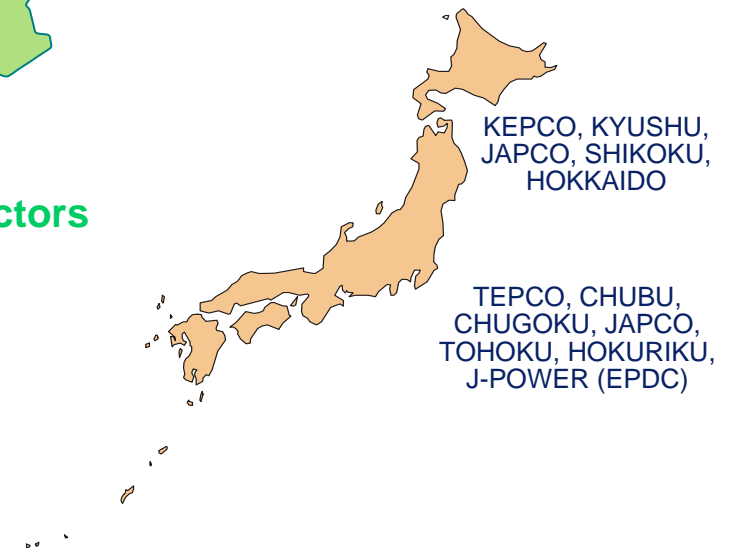 KEPCO, KYUSHU,
JAPCO, SHIKOKU,
HOKKAIDO
ctors
TEPCO, CHUBU,
CHUGOKU, JAPCO,
TOHOKU, HOKURIKU,
J-POWER (EPDC)